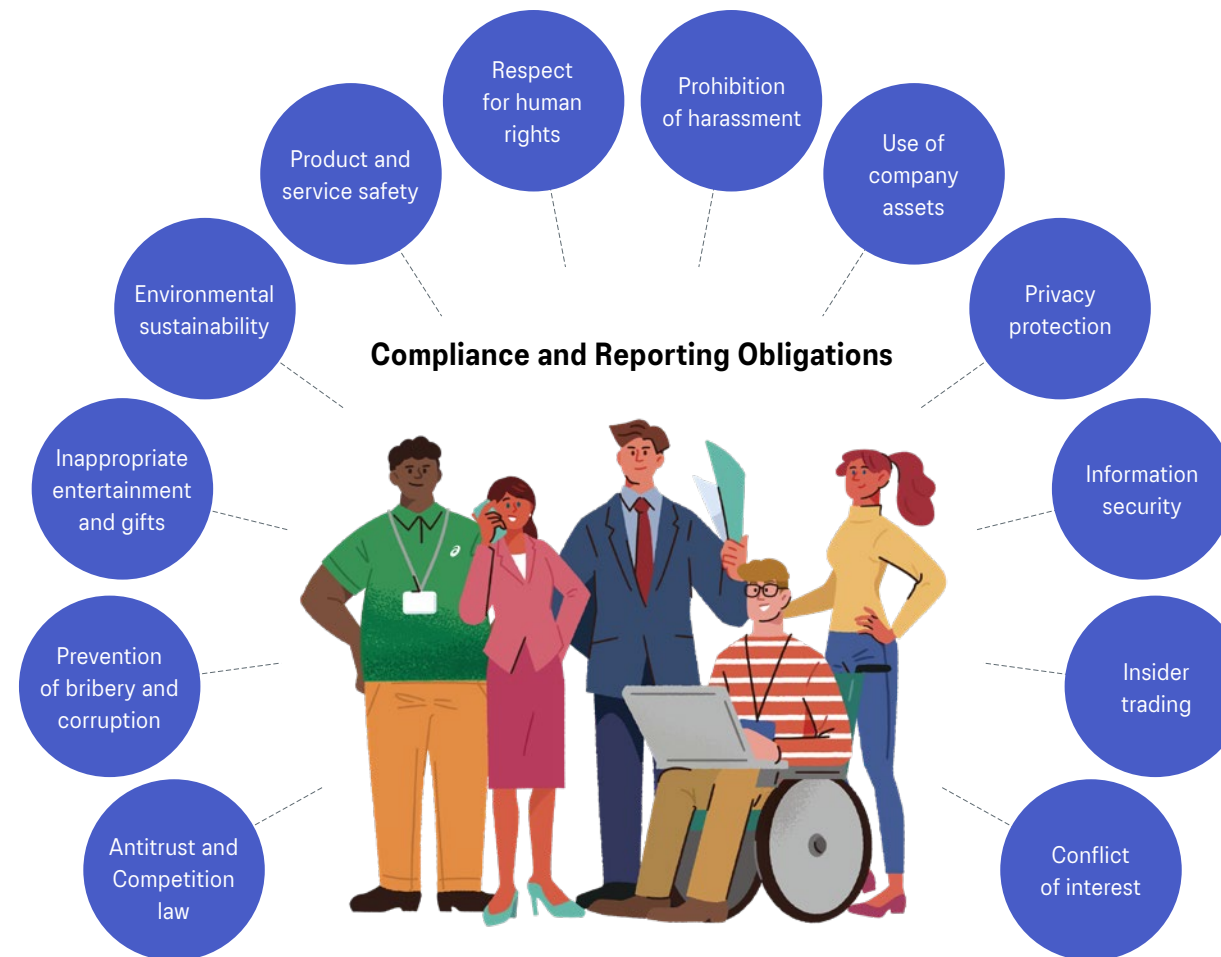 Respect
for human
rights
Prohibition
of harassment
Product and
service safety
Use of
company
assets
Environmental
sustainability
Privacy
protection
Compliance and Reporting Obligations
Inappropriate
entertainment
and gifts
Information
security
Prevention
of bribery and
corruption
Insider
trading
Antitrust and
Competition
law
Conflict
of interest